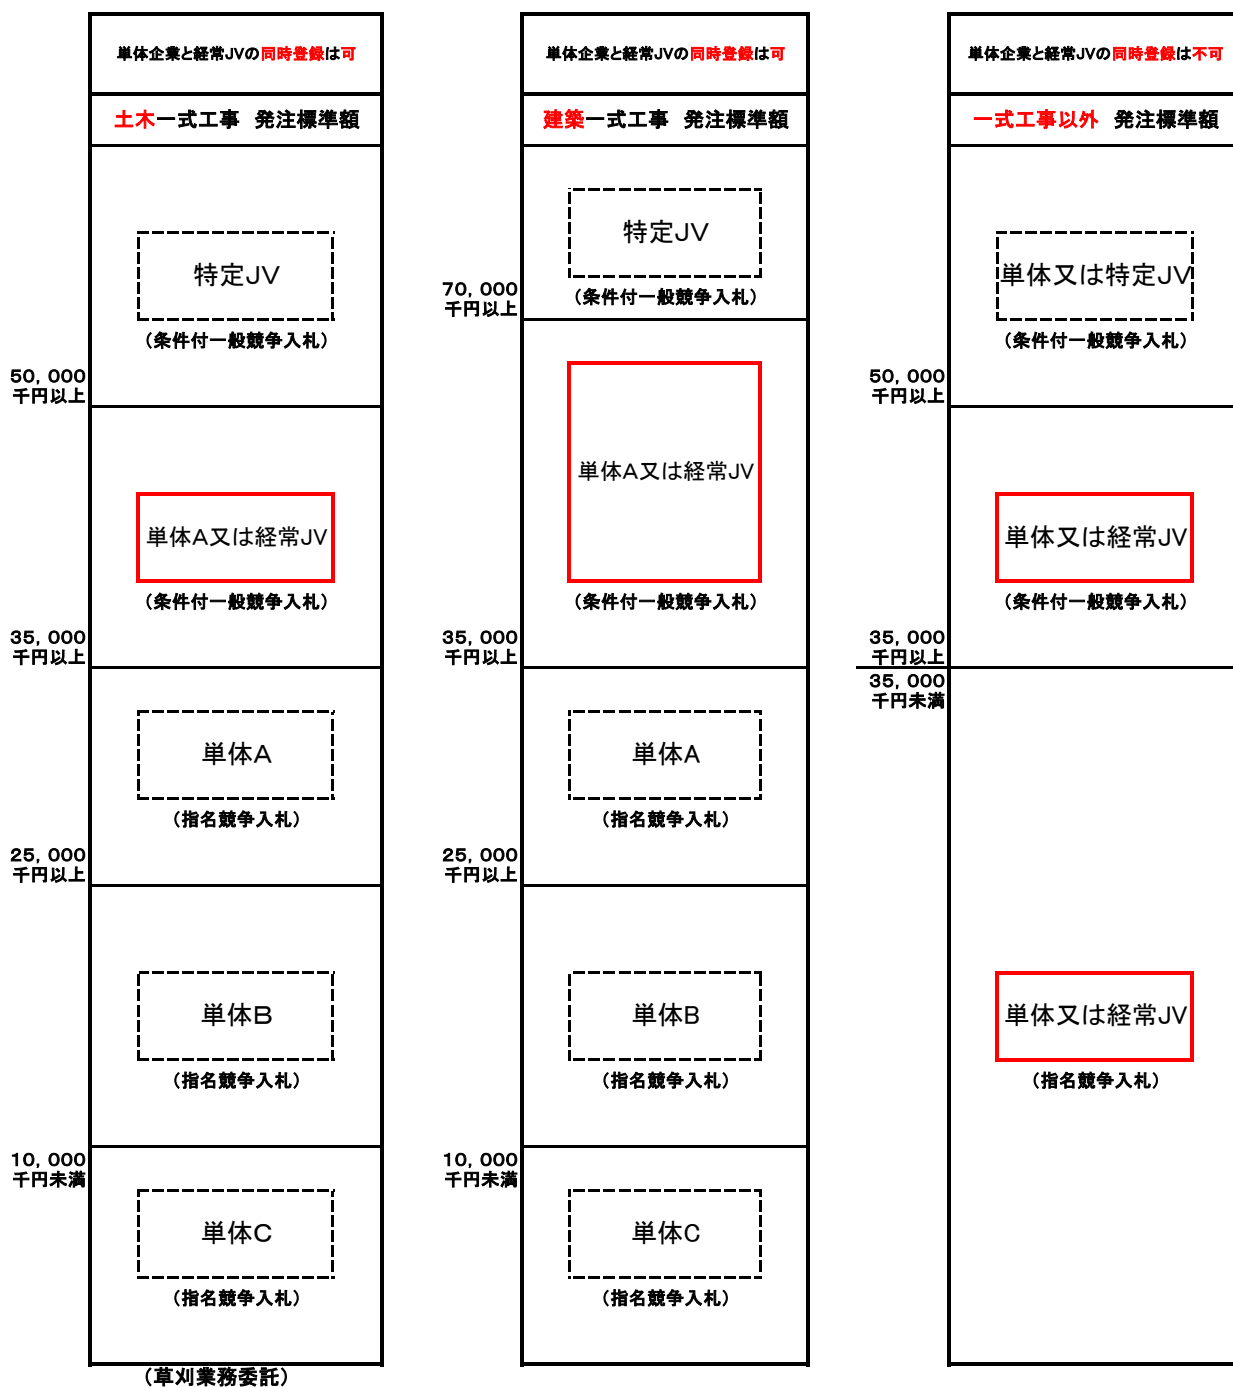 単体企業と経常JVの同時登録は可
土木一式工事　発注標準額
特定JV
（条件付一般競争入札）
50，000
千円以上
単体A又は経常JV
（条件付一般競争入札）
35，000
千円以上
単体A
（指名競争入札）
25，000
千円以上
単体B
（指名競争入札）
10，000
千円未満
単体C
（指名競争入札）
（草刈業務委託）
単体企業と経常JVの同時登録は可
建築一式工事　発注標準額
特定JV
（条件付一般競争入札）
70，000
千円以上
単体A又は経常JV
（条件付一般競争入札）
35，000
千円以上
単体A
（指名競争入札）
25，000
千円以上
単体B
（指名競争入札）
10，000
千円未満
単体C
（指名競争入札）
単体企業と経常JVの同時登録は不可
一式工事以外　発注標準額
単体又は特定JV
（条件付一般競争入札）
50，000
千円以上
単体又は経常JV
（条件付一般競争入札）
35，000
千円以上
35，000
千円未満
単体又は経常JV
（指名競争入札）